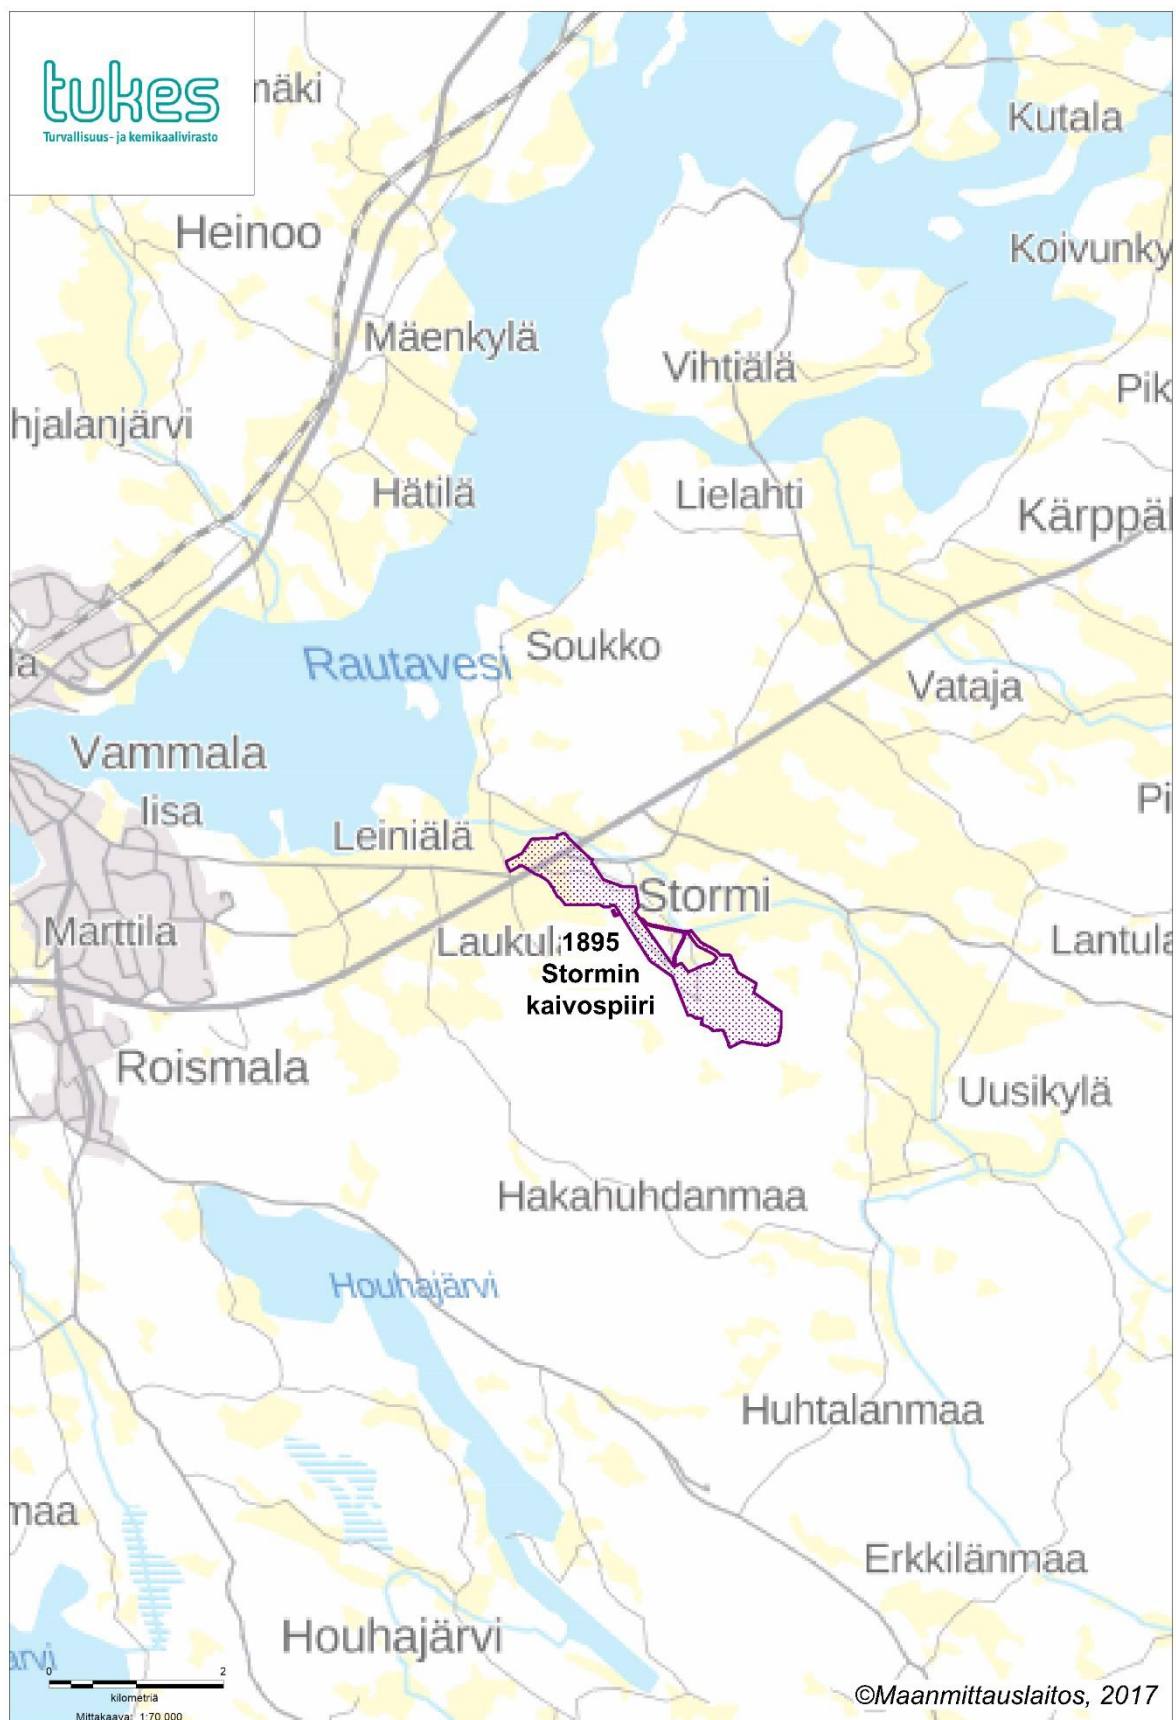 tukes
Turvallisuus- ja kemikaalivirasto
näki
Kutala
Heinoo
Koivunky
Mäenkylä
Vihtiälä
Pik
hjalanjärvi
Hätilä
Lielahti
Kärppäl
Rautavesi
Soukko
la
Vataja
Vammala
Iisa
Pi
Leiniälä
Stormi
Marttila
Laukul
1895
Stormin
kaivospiiri
Lantula
Roismala
Uusikylä
Hakahuhdanmaa
Houhajärvi
Huhtalanmaa
maa
Erkkilänmaa
Houhajärvi
ärvi
0 2
kilometriä
Mittakaava: 1:70 000
©Maanmittauslaitos, 2017